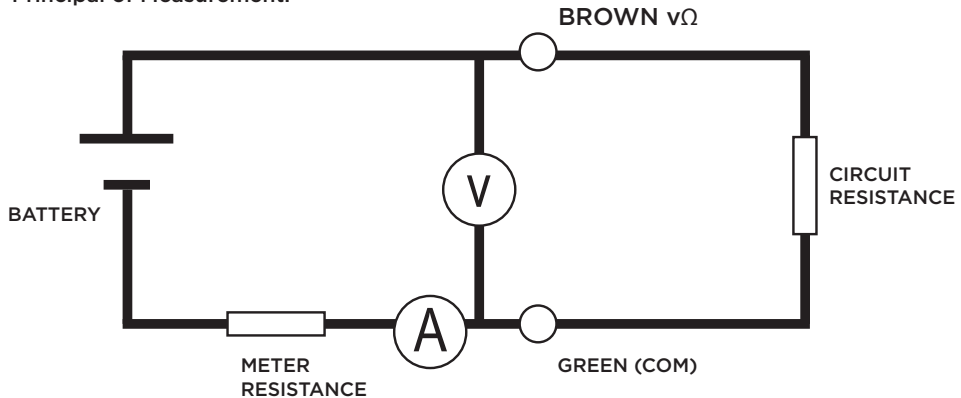 Principal of Measurement:
BROWN vΩ
V
CIRCUIT
RESISTANCE
BATTERY
A
METER
RESISTANCE
GREEN (COM)